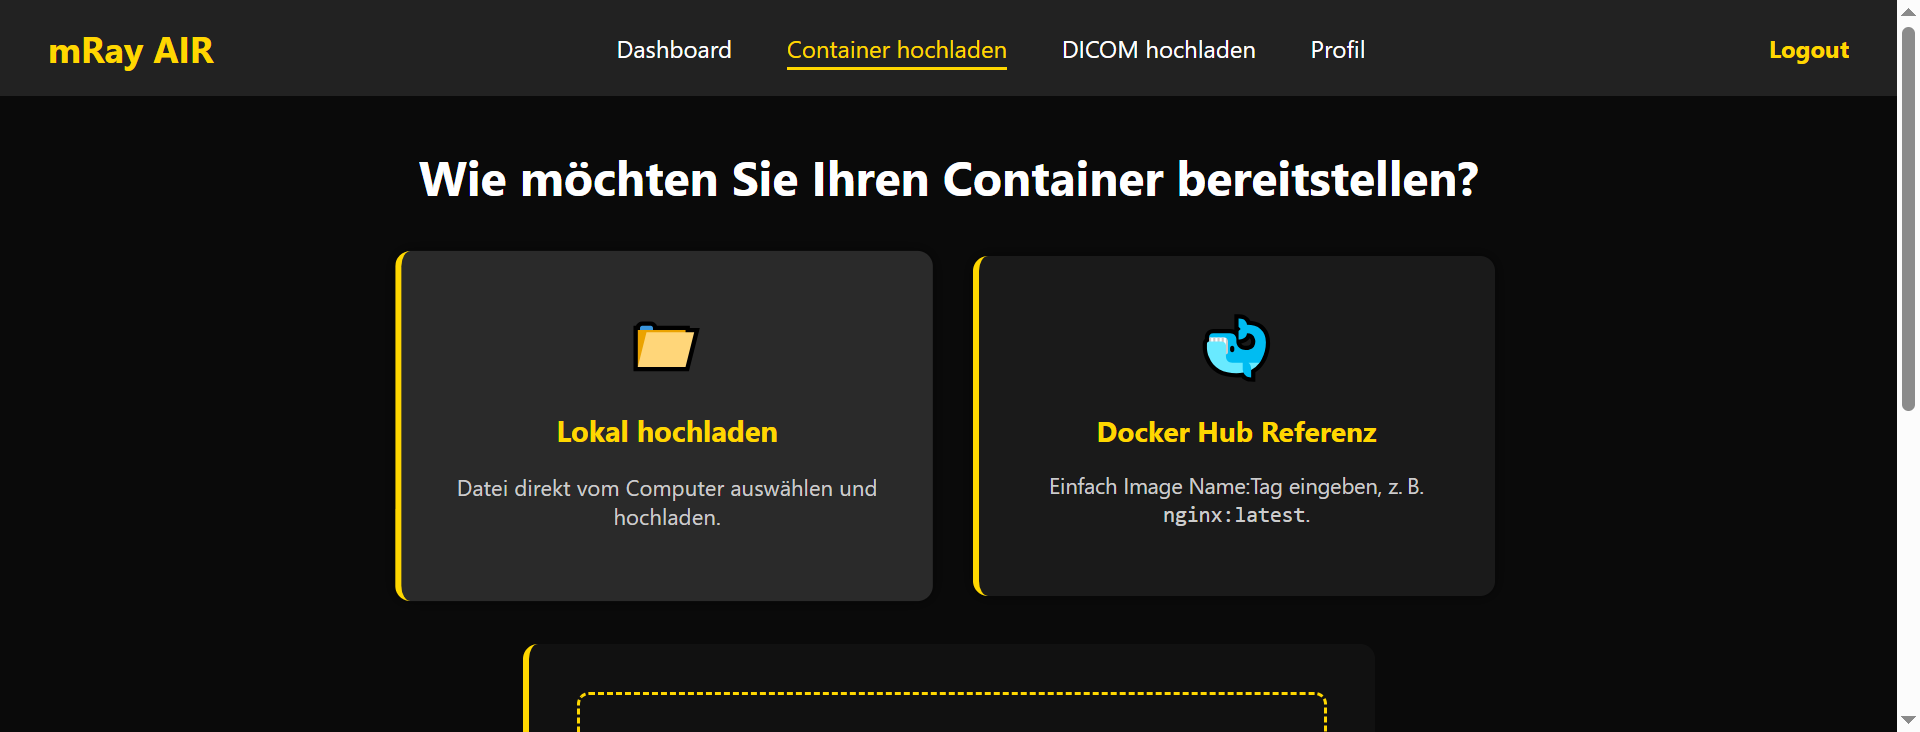 mRay AIR
Dashboard
Container hochladen
DICOM hochladen
Profil
Logout
Wie möchten Sie Ihren Container bereitstellen?
Lokal hochladen
Datei direkt vom Computer auswählen und
hochladen.
Docker Hub Referenz
Einfach Image Name:Tag eingeben, z. B.
nginx:latest.